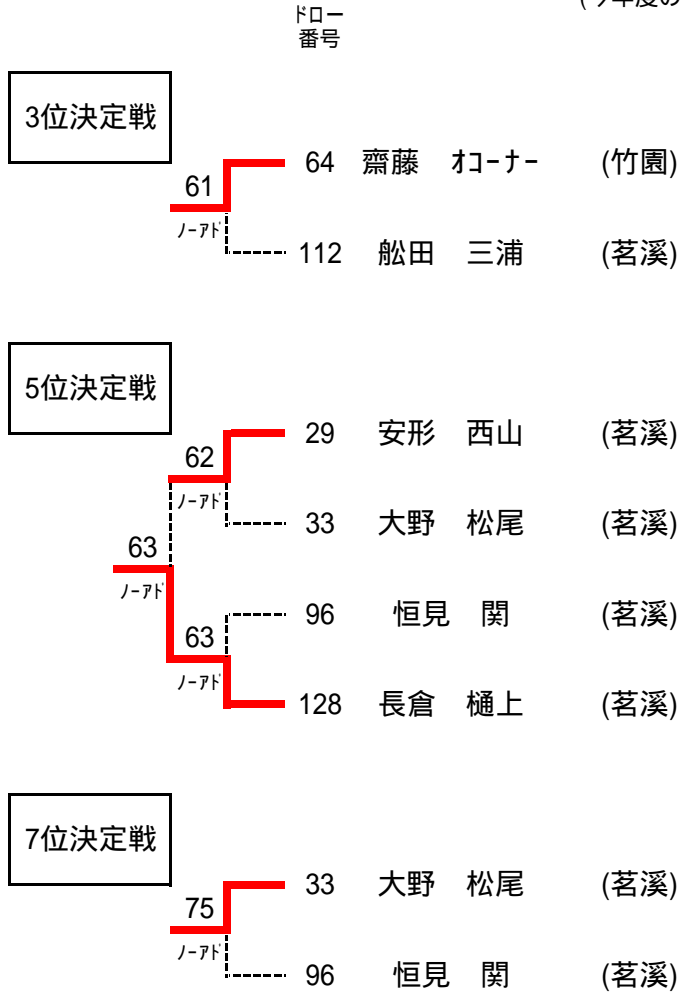 (今年度の
ドロー
番号
3位決定戦
64 齋藤 ｵｺｰﾅｰ (竹園)
61
ﾉｰｱﾄﾞ
112 舩田 三浦 (茗溪)
5位決定戦
29 安形 西山 (茗溪)
62
ﾉｰｱﾄﾞ
33 大野 松尾 (茗溪)
63
ﾉｰｱﾄﾞ
96 恒見 関 (茗溪)
63
ﾉｰｱﾄﾞ
128 長倉 樋上 (茗溪)
7位決定戦
33 大野 松尾 (茗溪)
75
ﾉｰｱﾄﾞ
96 恒見 関 (茗溪)